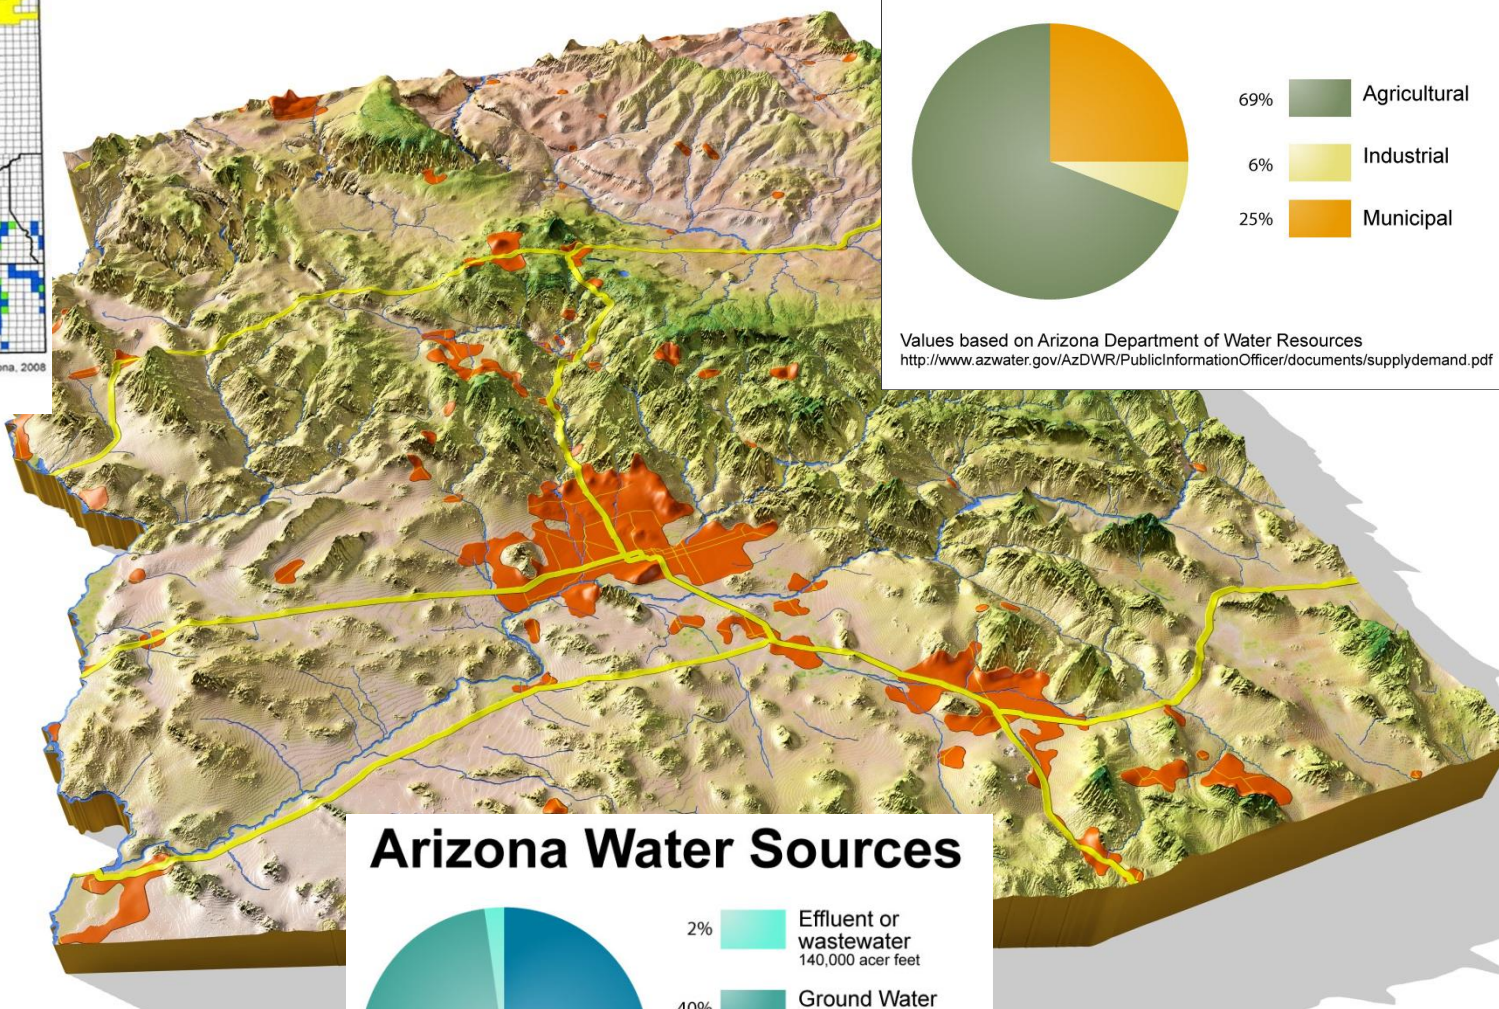 69%
Agricultural
6%
Industrial
25%
Municipal
Values based on Arizona Department of Water Resources
http://www.azwater.gov/AzDWR/PublicInformationOfficer/documents/supplydemand.pdf
2008
Arizona Water Sources
2%
Effluent or
wastewater
140,000 acer feet
40%
Ground Water